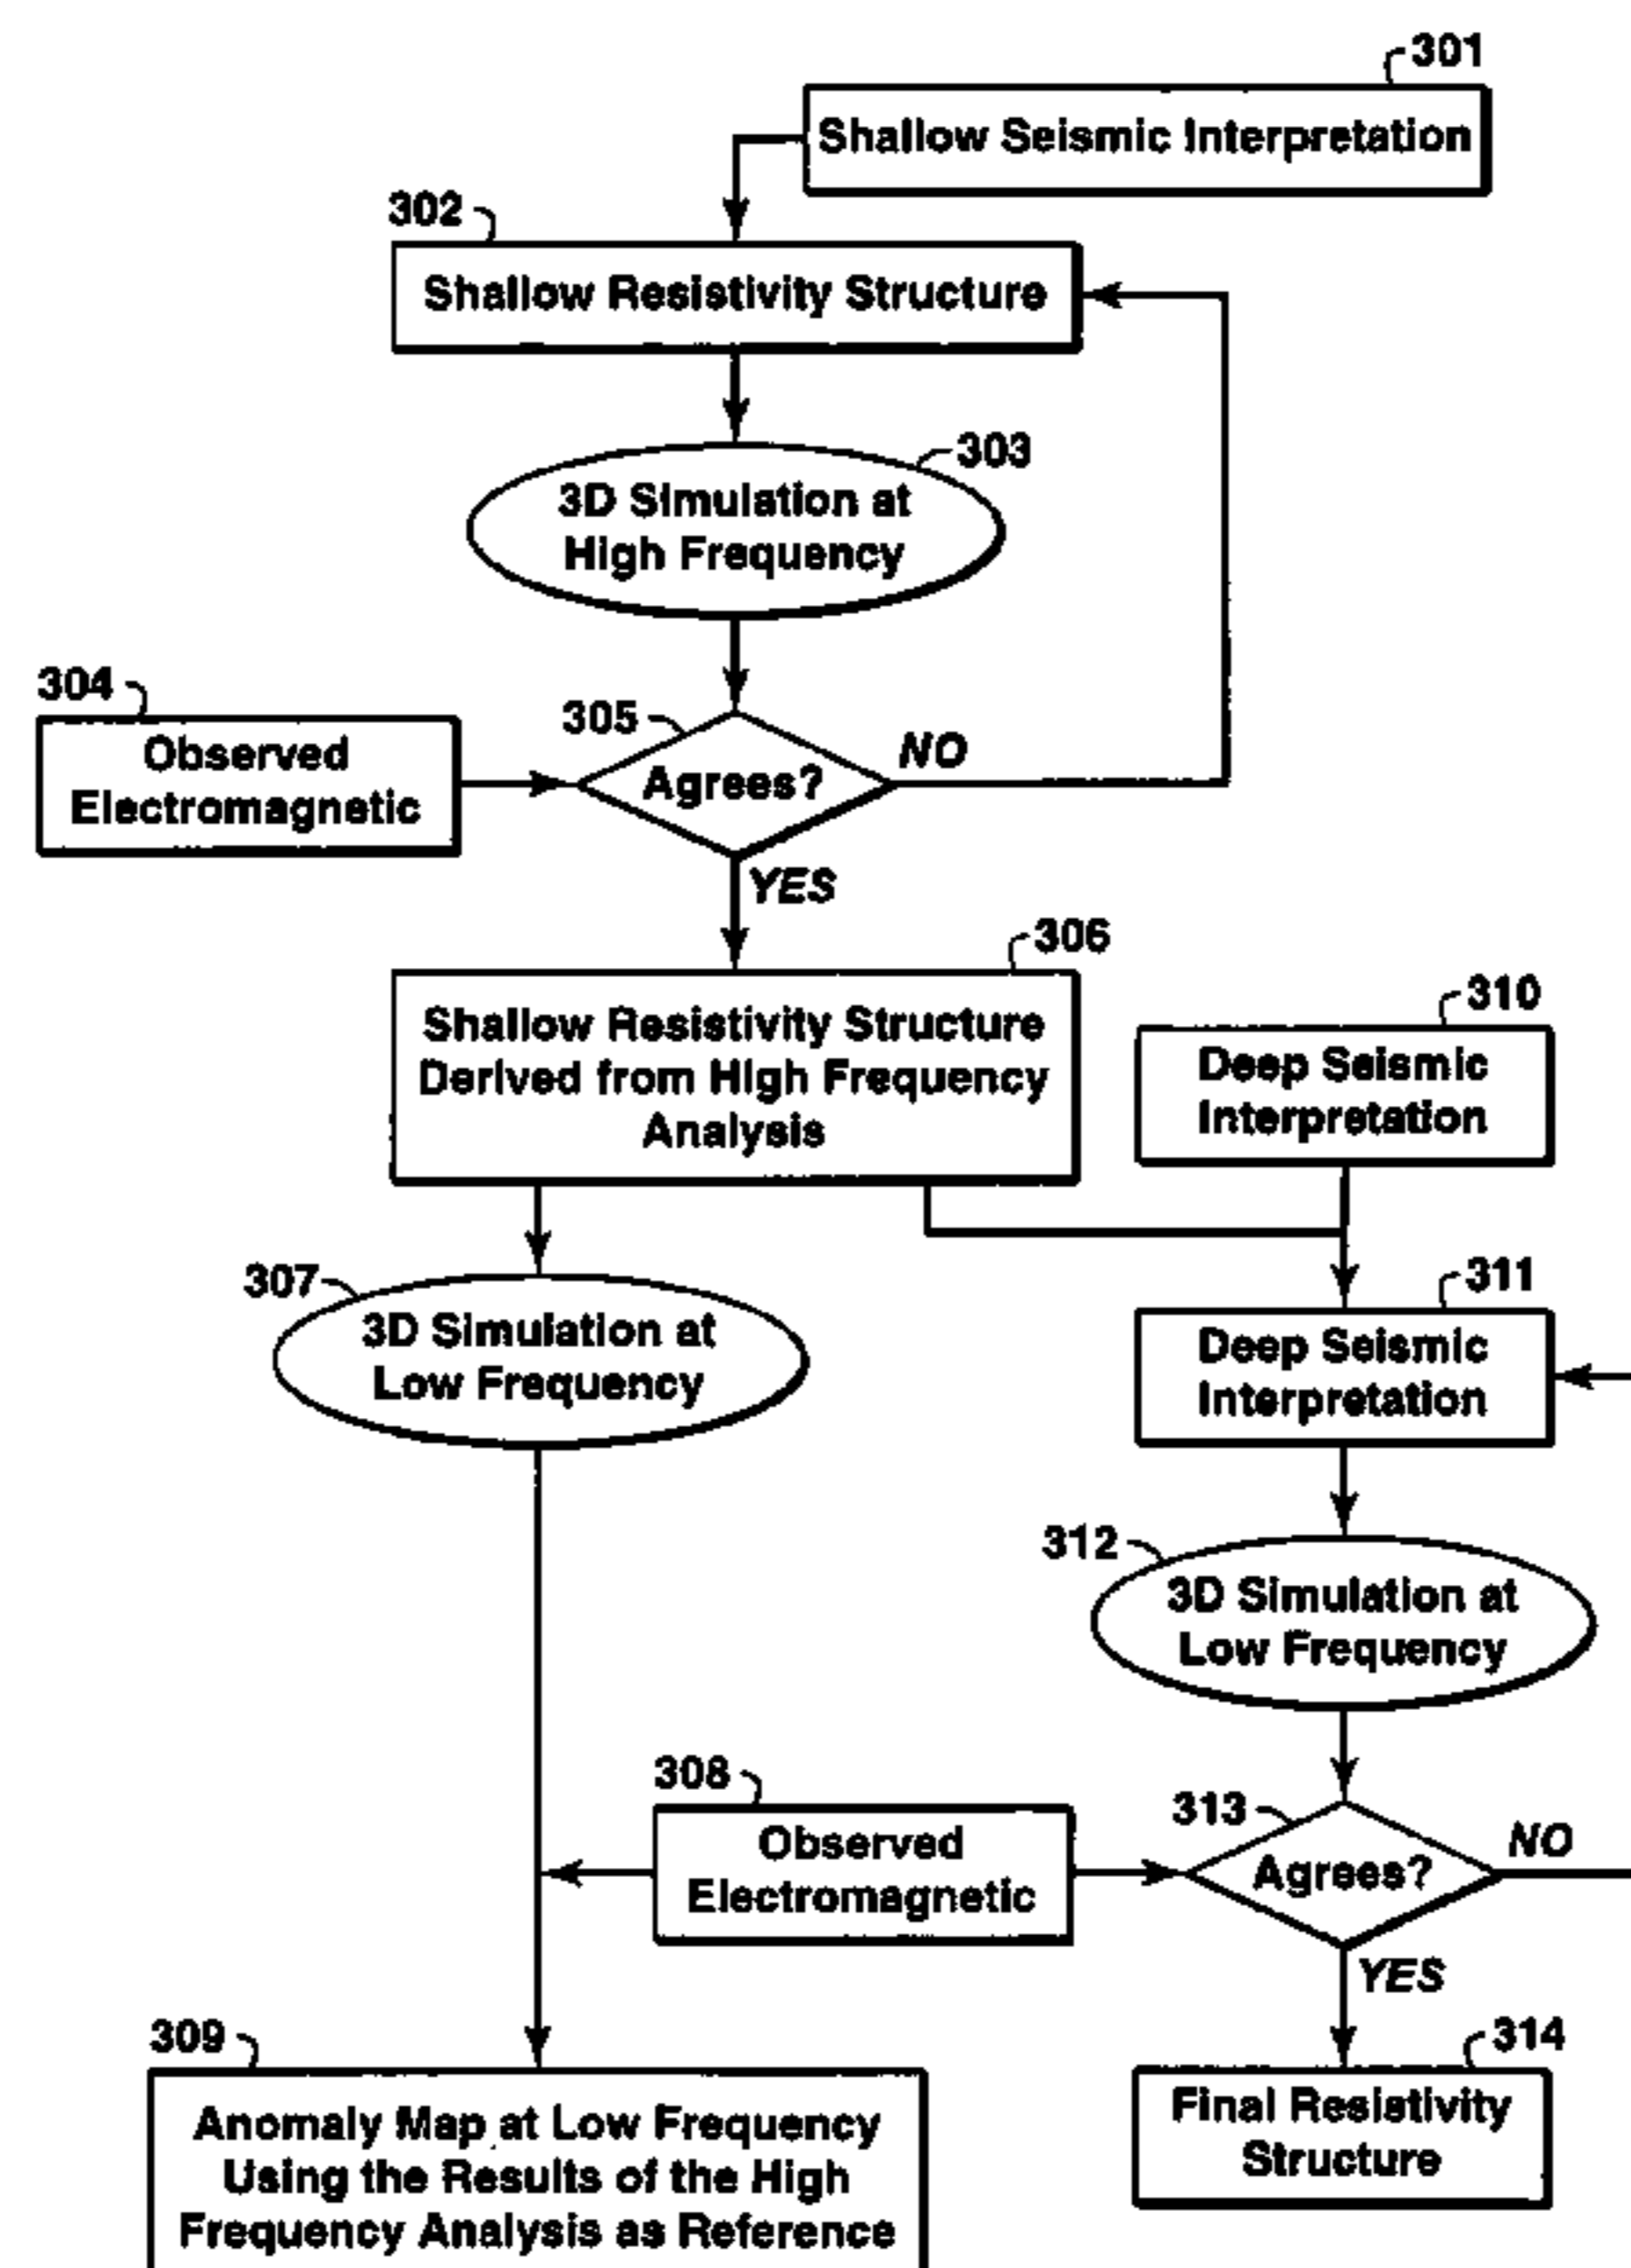 301
Shallow Seismic Interpretation
302
Shallow Resistivity Structure
303
3D Simulation at
High Frequency
304
Observed
Electromagnetic
305
Agrees?
NO
YES
306
Shallow Resistivity Structure
Derived from High Frequency
Analysis
310
Deep Seismic
Interpretation
307
3D Simulation at
Low Frequency
311
Deep Seismic
Interpretation
312
3D Simulation at
Low Frequency
308
Observed
Electromagnetic
313
Agrees?
NO
YES
309
Anomaly Map at Low Frequency
Using the Results of the High
Frequency Analysis as Reference
314
Final Resistivity
Structure